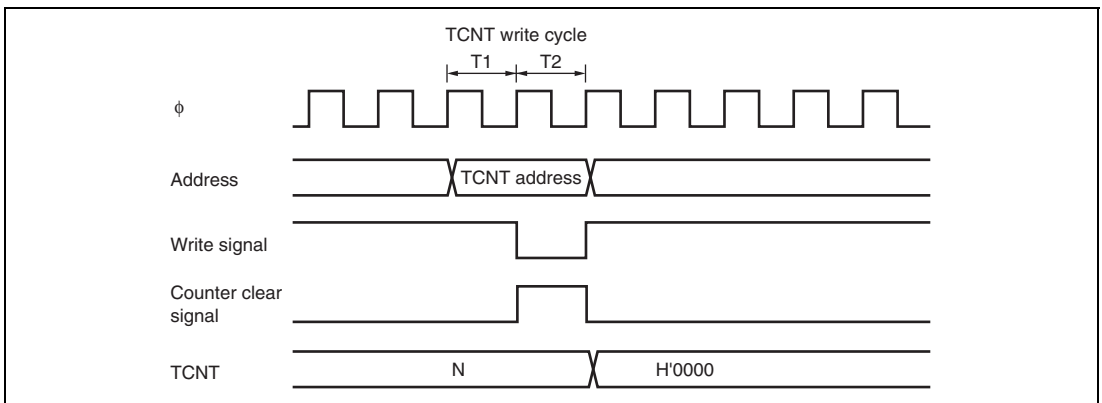 TCNT write cycle
T1 T2
ϕ
Address TCNT address
Write signal
Counter clear
signal
TCNT N H'0000